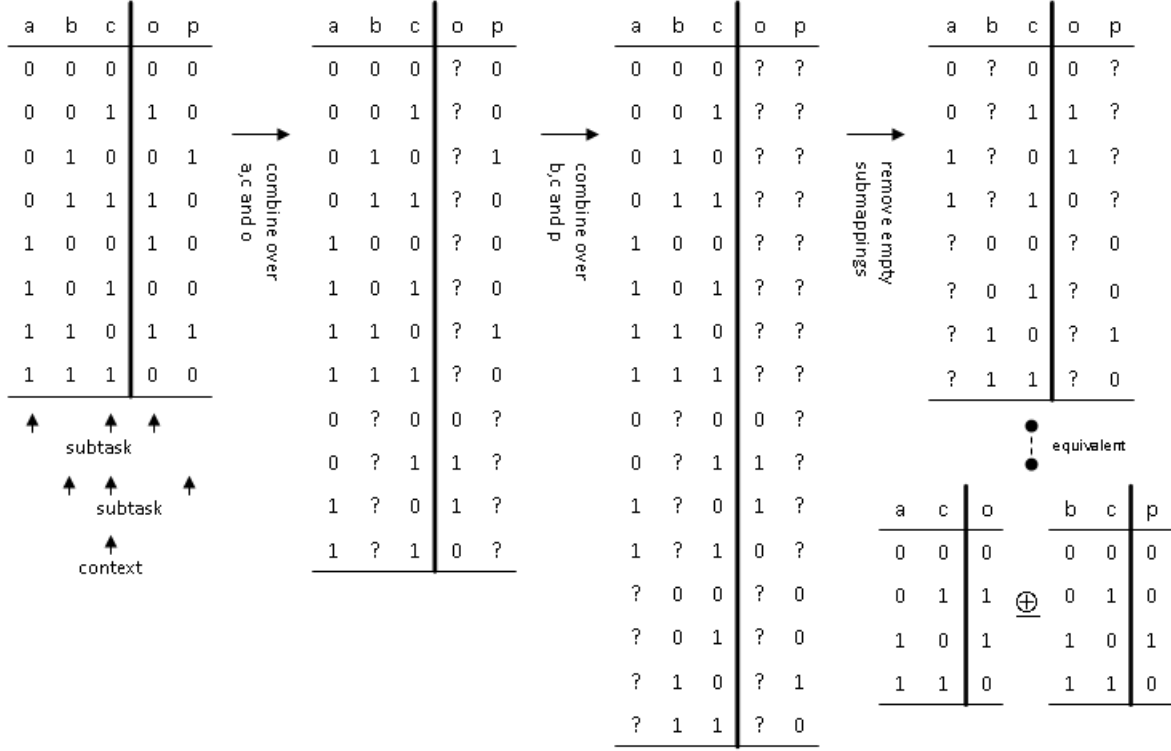 a b c o p
0 0 0 0 0
0 0 1 1 0
0 1 0 0 1
0 1 1 1 0
1 0 0 1 0
1 0 1 0 0
1 1 0 1 1
1 1 1 0 0
subtask
subtask
context
combine over
a,c and o
a b c o p
0 0 0 ? 0
0 0 1 ? 0
0 1 0 ? 1
0 1 1 ? 0
1 0 0 ? 0
1 0 1 ? 0
1 1 0 ? 1
1 1 1 ? 0
0 ? 0 0 ?
0 ? 1 1 ?
1 ? 0 1 ?
1 ? 1 0 ?
combine over
b,c and p
a b c o p
0 0 0 ? ?
0 0 1 ? ?
0 1 0 ? ?
0 1 1 ? ?
1 0 0 ? ?
1 0 1 ? ?
1 1 0 ? ?
1 1 1 ? ?
0 ? 0 0 ?
0 ? 1 1 ?
1 ? 0 1 ?
1 ? 1 0 ?
? 0 0 ? 0
? 0 1 ? 0
? 1 0 ? 1
? 1 1 ? 0
remove empty
submappings
a b c o p
0 ? 0 0 ?
0 ? 1 1 ?
1 ? 0 1 ?
1 ? 1 0 ?
? 0 0 ? 0
? 0 1 ? 0
? 1 0 ? 1
? 1 1 ? 0
equivalent
a c o
0 0 0
0 1 1
1 0 1
1 1 0
⊕
b c p
0 0 0
0 1 0
1 0 1
1 1 0